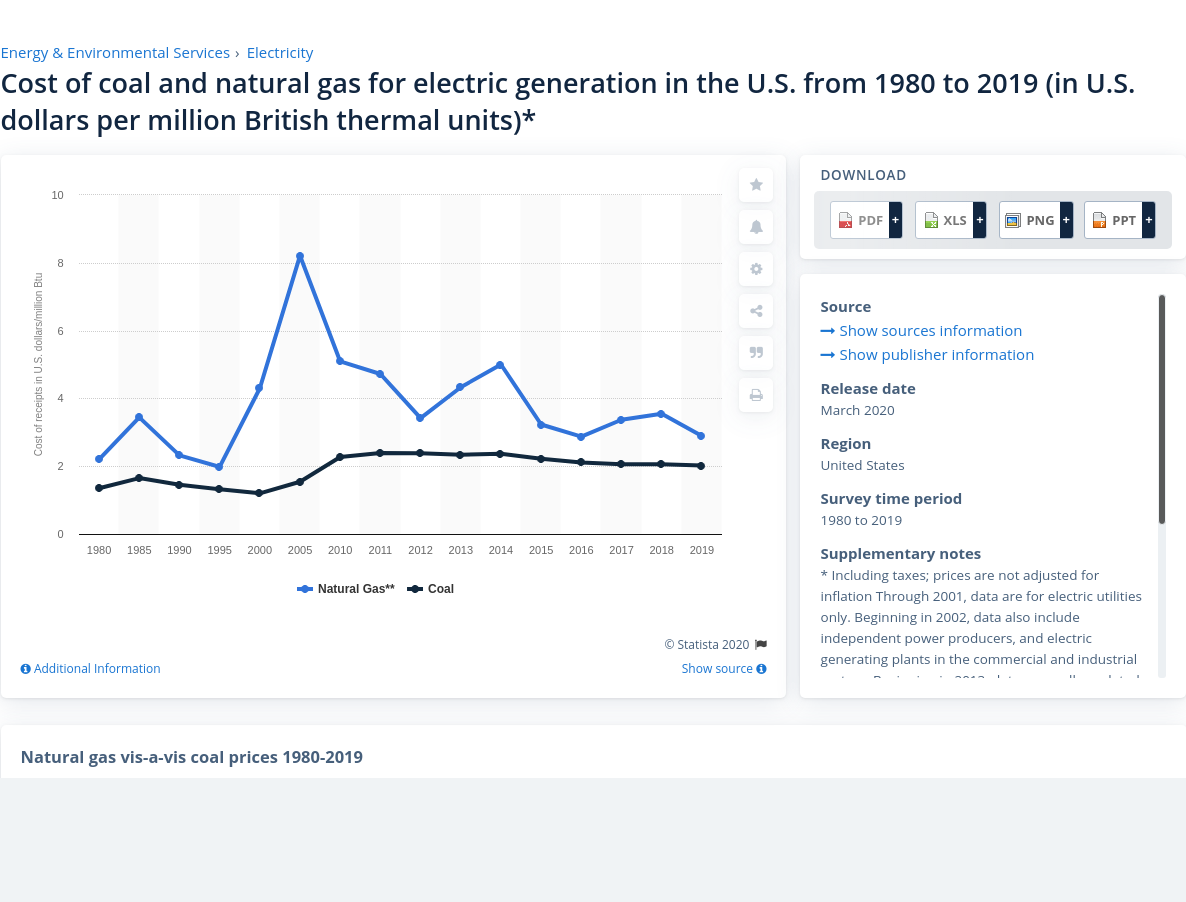 Energy & Environmental Services › Electricity
Cost of coal and natural gas for electric generation in the U.S. from 1980 to 2019 (in U.S.
dollars per million British thermal units)*
Cost of receipts in U.S. dollars/million Btu
10
8
6
4
2
0
1980 1985 1990 1995 2000 2005 2010 2011 2012 2013 2014 2015 2016 2017 2018 2019
Natural Gas** Coal
© Statista 2020
Additional Information
Show source
DOWNLOAD
PDF + XLS + PNG + PPT +
Source
Show sources information
Show publisher information
Release date
March 2020
Region
United States
Survey time period
1980 to 2019
Supplementary notes
* Including taxes; prices are not adjusted for
inflation Through 2001, data are for electric utilities
only. Beginning in 2002, data also include
independent power producers, and electric
generating plants in the commercial and industrial
Natural gas vis-a-vis coal prices 1980-2019